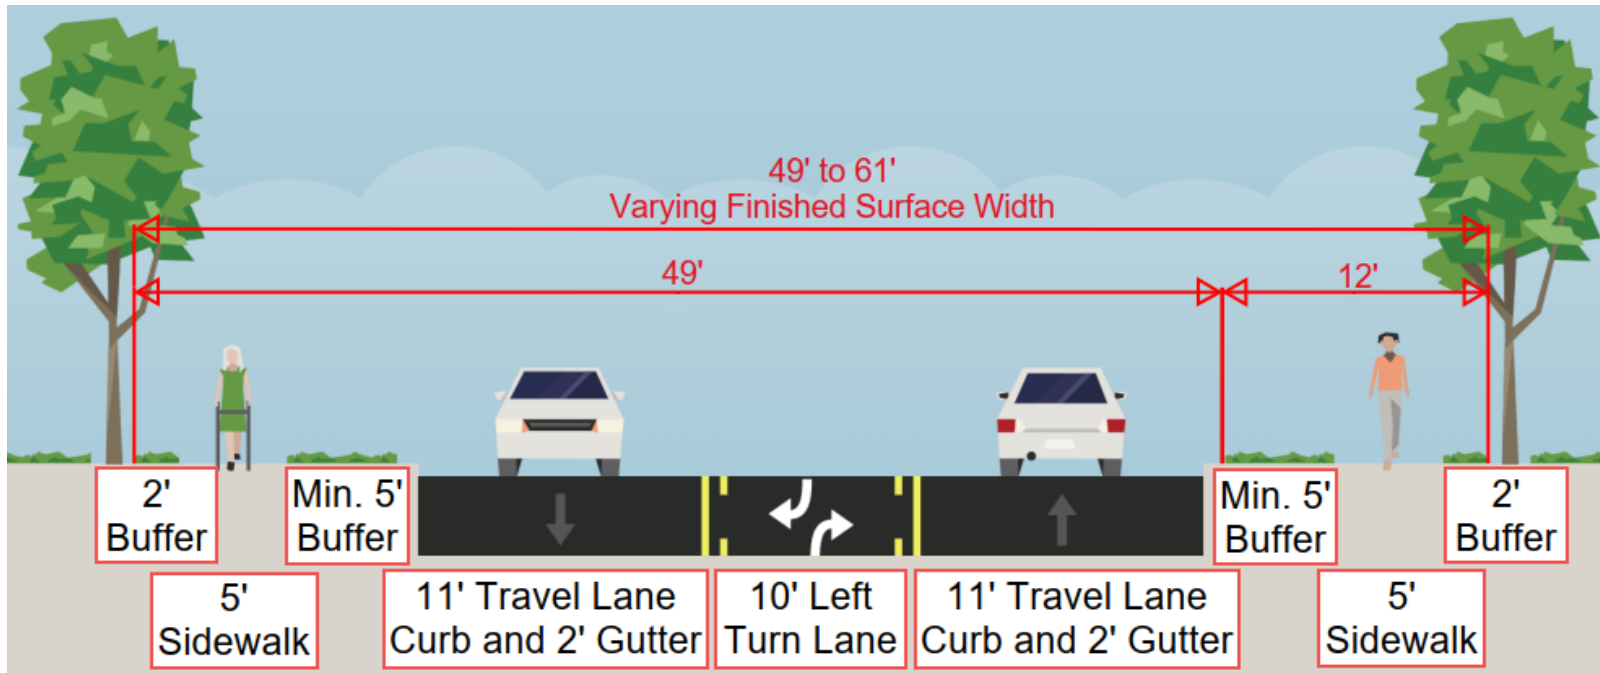 49' to 61'
Varying Finished Surface Width
49'
12'
2'
Buffer
Min. 5'
Buffer
Min. 5'
Buffer
2'
Buffer
5'
Sidewalk
11' Travel Lane
Curb and 2' Gutter
10' Left
Turn Lane
11' Travel Lane
Curb and 2' Gutter
5'
Sidewalk